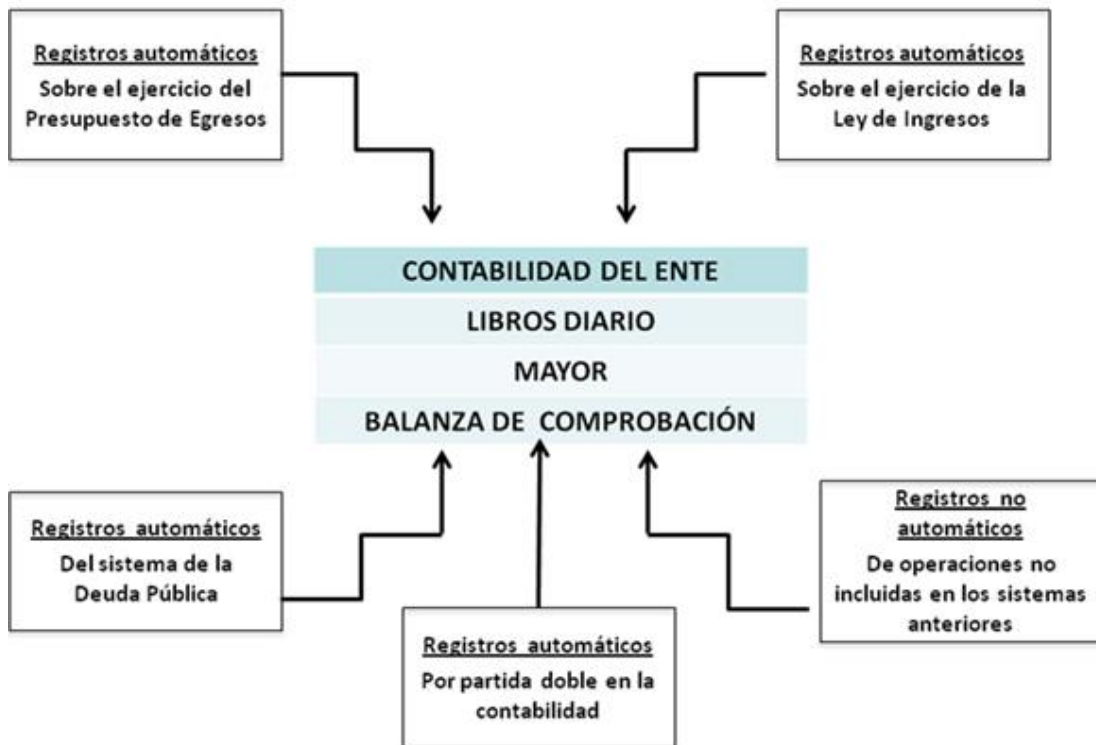 Registros automáticos
Sobre el ejercicio del
Presupuesto de Egresos
Registros automáticos
Sobre el ejercicio de la
Ley de Ingresos
CONTABILIDAD DEL ENTE
LIBROS DIARIO
MAYOR
BALANZA DE COMPROBACIÓN
Registros automáticos
Del sistema de la
Deuda Pública
Registros automáticos
Por partida doble en la
contabilidad
Registros no
automáticos
De operaciones no
incluidas en los sistemas
anteriores